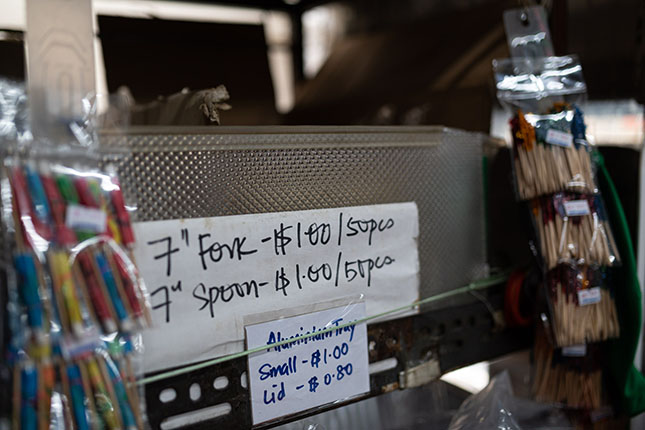 7" Fork - $1.00/50pcs
7" Spoon - $1.00/50pcs
Aluminium Tray
Small - $1.00
Lid - $0.80